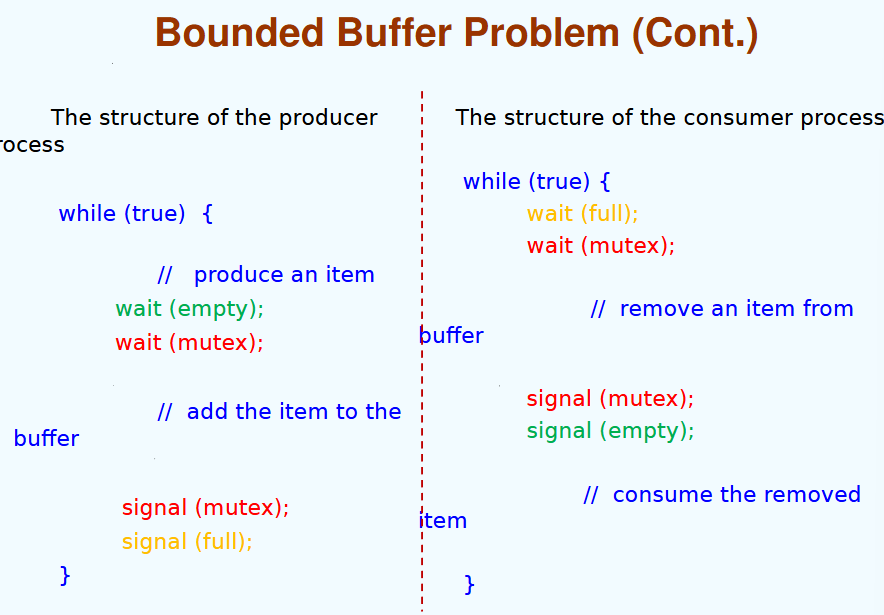 Bounded Buffer Problem (Cont.)
The structure of the producer
rocess
while (true)  {
//   produce an item
wait (empty);
wait (mutex);
//  add the item to the
buffer
signal (mutex);
signal (full);
}
The structure of the consumer process
while (true) {
wait (full);
wait (mutex);
//  remove an item from
buffer
signal (mutex);
signal (empty);
//  consume the removed
item
}